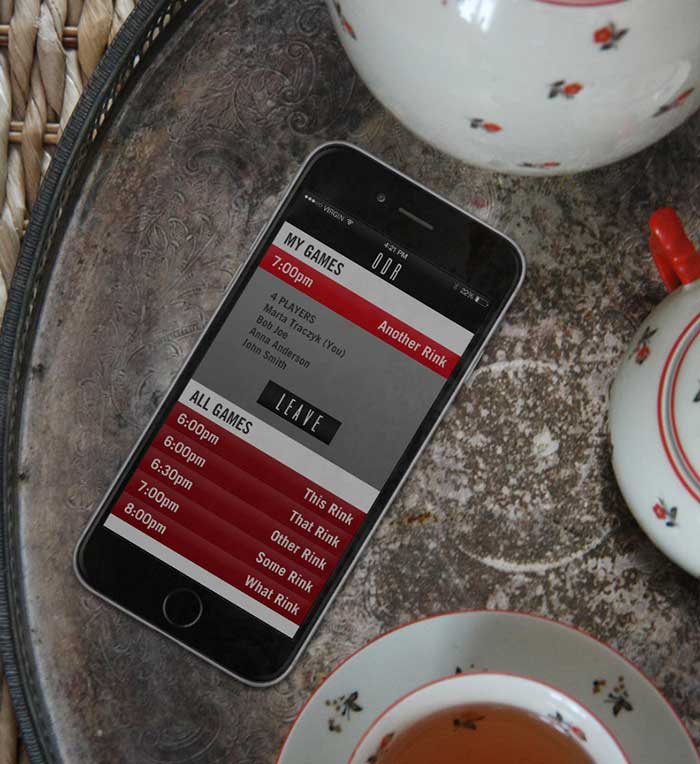 VIRGIN
4:21 PM
22%
ODR
MY GAMES
7:00pm Another Rink
4 PLAYERS
Marta Traczyk (You)
Bob Joe
Anna Anderson
John Smith
LEAVE
ALL GAMES
6:00pm This Rink
6:00pm That Rink
6:30pm Other Rink
7:00pm Some Rink
8:00pm What Rink